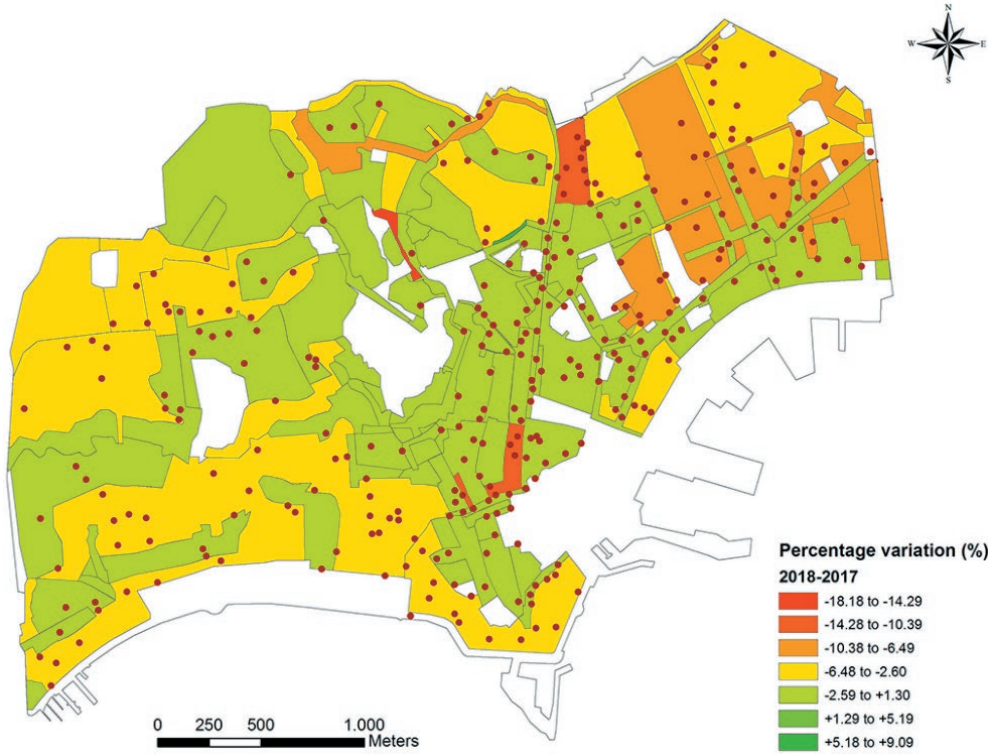 N
W E
S
Percentage variation (%)
2018-2017
-18.18 to -14.29
-14.28 to -10.39
-10.38 to -6.49
-6.48 to -2.60
-2.59 to +1.30
+1.29 to +5.19
+5.18 to +9.09
0 250 500 1.000
Meters